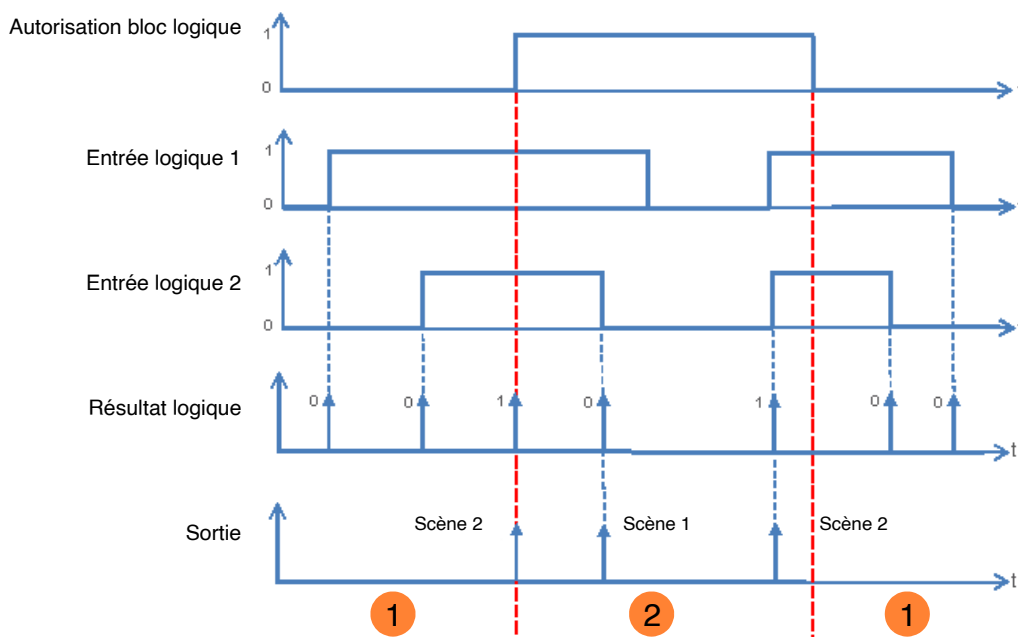 Autorisation bloc logique
1
0
Entrée logique 1
1
0
Entrée logique 2
1
0
Résultat logique
0 0 1 0 1 0 0
t
Sortie
Scène 2 Scène 1 Scène 2
t
1 2 1